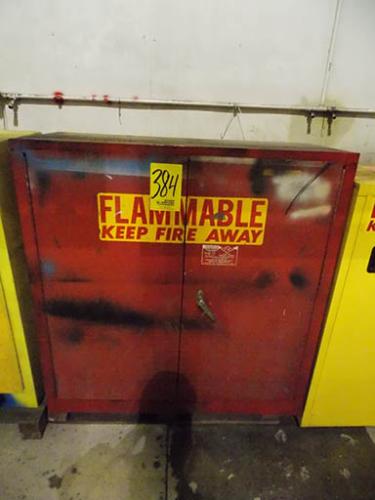 384
FLAMMABLE
KEEP FIRE AWAY
K